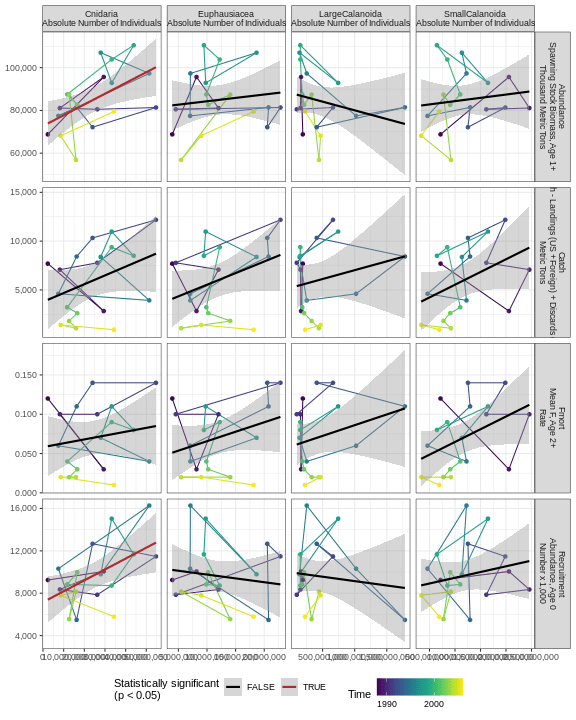 Cnidaria
Absolute Number of Individuals
Euphausiacea
Absolute Number of Individuals
LargeCalanoida
Absolute Number of Individuals
SmallCalanoida
Absolute Number of Individuals
100,000
80,000
60,000
Abundance
Spawning Stock Biomass, Age 1+
Thousand Metric Tons
15,000
10,000
5,000
Catch
h - Landings (US +Foreign) + Discards
Metric Tons
0.150
0.100
0.050
0.000
Fmort
Mean F, Age 2+
Rate
16,000
12,000
8,000
4,000
Recruitment
Abundance, Age 0
Number x 1,000
Statistically significant
(p < 0.05)
FALSE
TRUE
Time
1990
2000